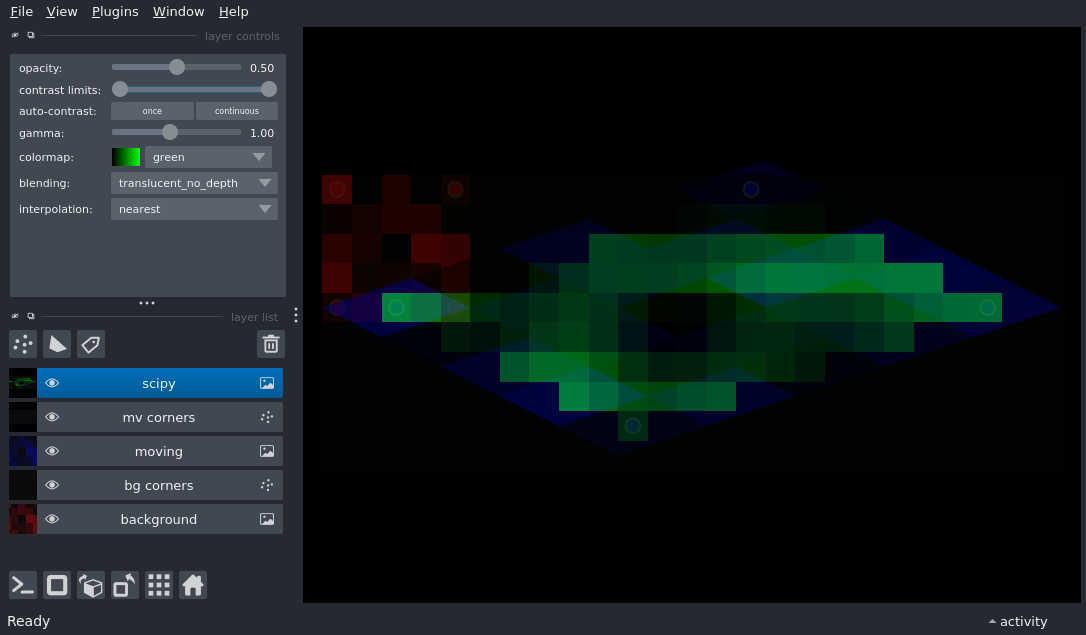 File View Plugins Window Help
layer controls
opacity: 0.50
contrast limits:
auto-contrast: once continuous
gamma: 1.00
colormap: green
blending: translucent_no_depth
interpolation: nearest
layer list
scipy
mv corners
moving
bg corners
background
Ready
activity